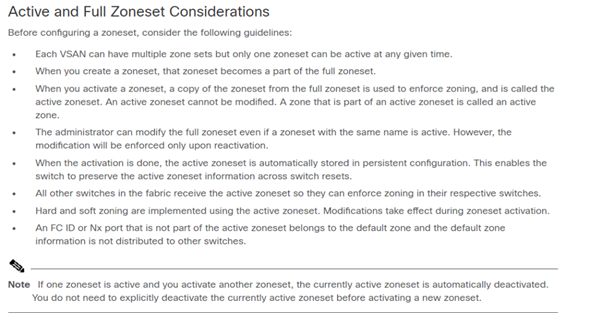 Active and Full Zoneset Considerations
Before configuring a zoneset, consider the following guidelines:
• Each VSAN can have multiple zone sets but only one zoneset can be active at any given time.
• When you create a zoneset, that zoneset becomes a part of the full zoneset.
• When you activate a zoneset, a copy of the zoneset from the full zoneset is used to enforce zoning, and is called the
active zoneset. An active zoneset cannot be modified. A zone that is part of an active zoneset is called an active
zone.
• The administrator can modify the full zoneset even if a zoneset with the same name is active. However, the
modification will be enforced only upon reactivation.
• When the activation is done, the active zoneset is automatically stored in persistent configuration. This enables the
switch to preserve the active zoneset information across switch resets.
• All other switches in the fabric receive the active zoneset so they can enforce zoning in their respective switches.
• Hard and soft zoning are implemented using the active zoneset. Modifications take effect during zoneset activation.
• An FC ID or Nx port that is not part of the active zoneset belongs to the default zone and the default zone
information is not distributed to other switches.
Note If one zoneset is active and you activate another zoneset, the currently active zoneset is automatically deactivated.
You do not need to explicitly deactivate the currently active zoneset before activating a new zoneset.